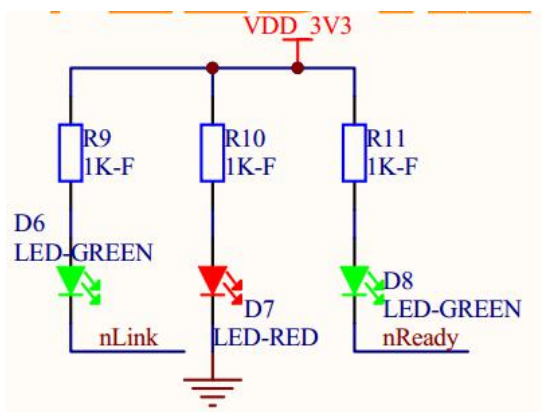 VDD_3V3
R9
1K-F
R10
1K-F
R11
1K-F
D6
LED-GREEN
D7
LED-RED
D8
LED-GREEN
nLink
nReady